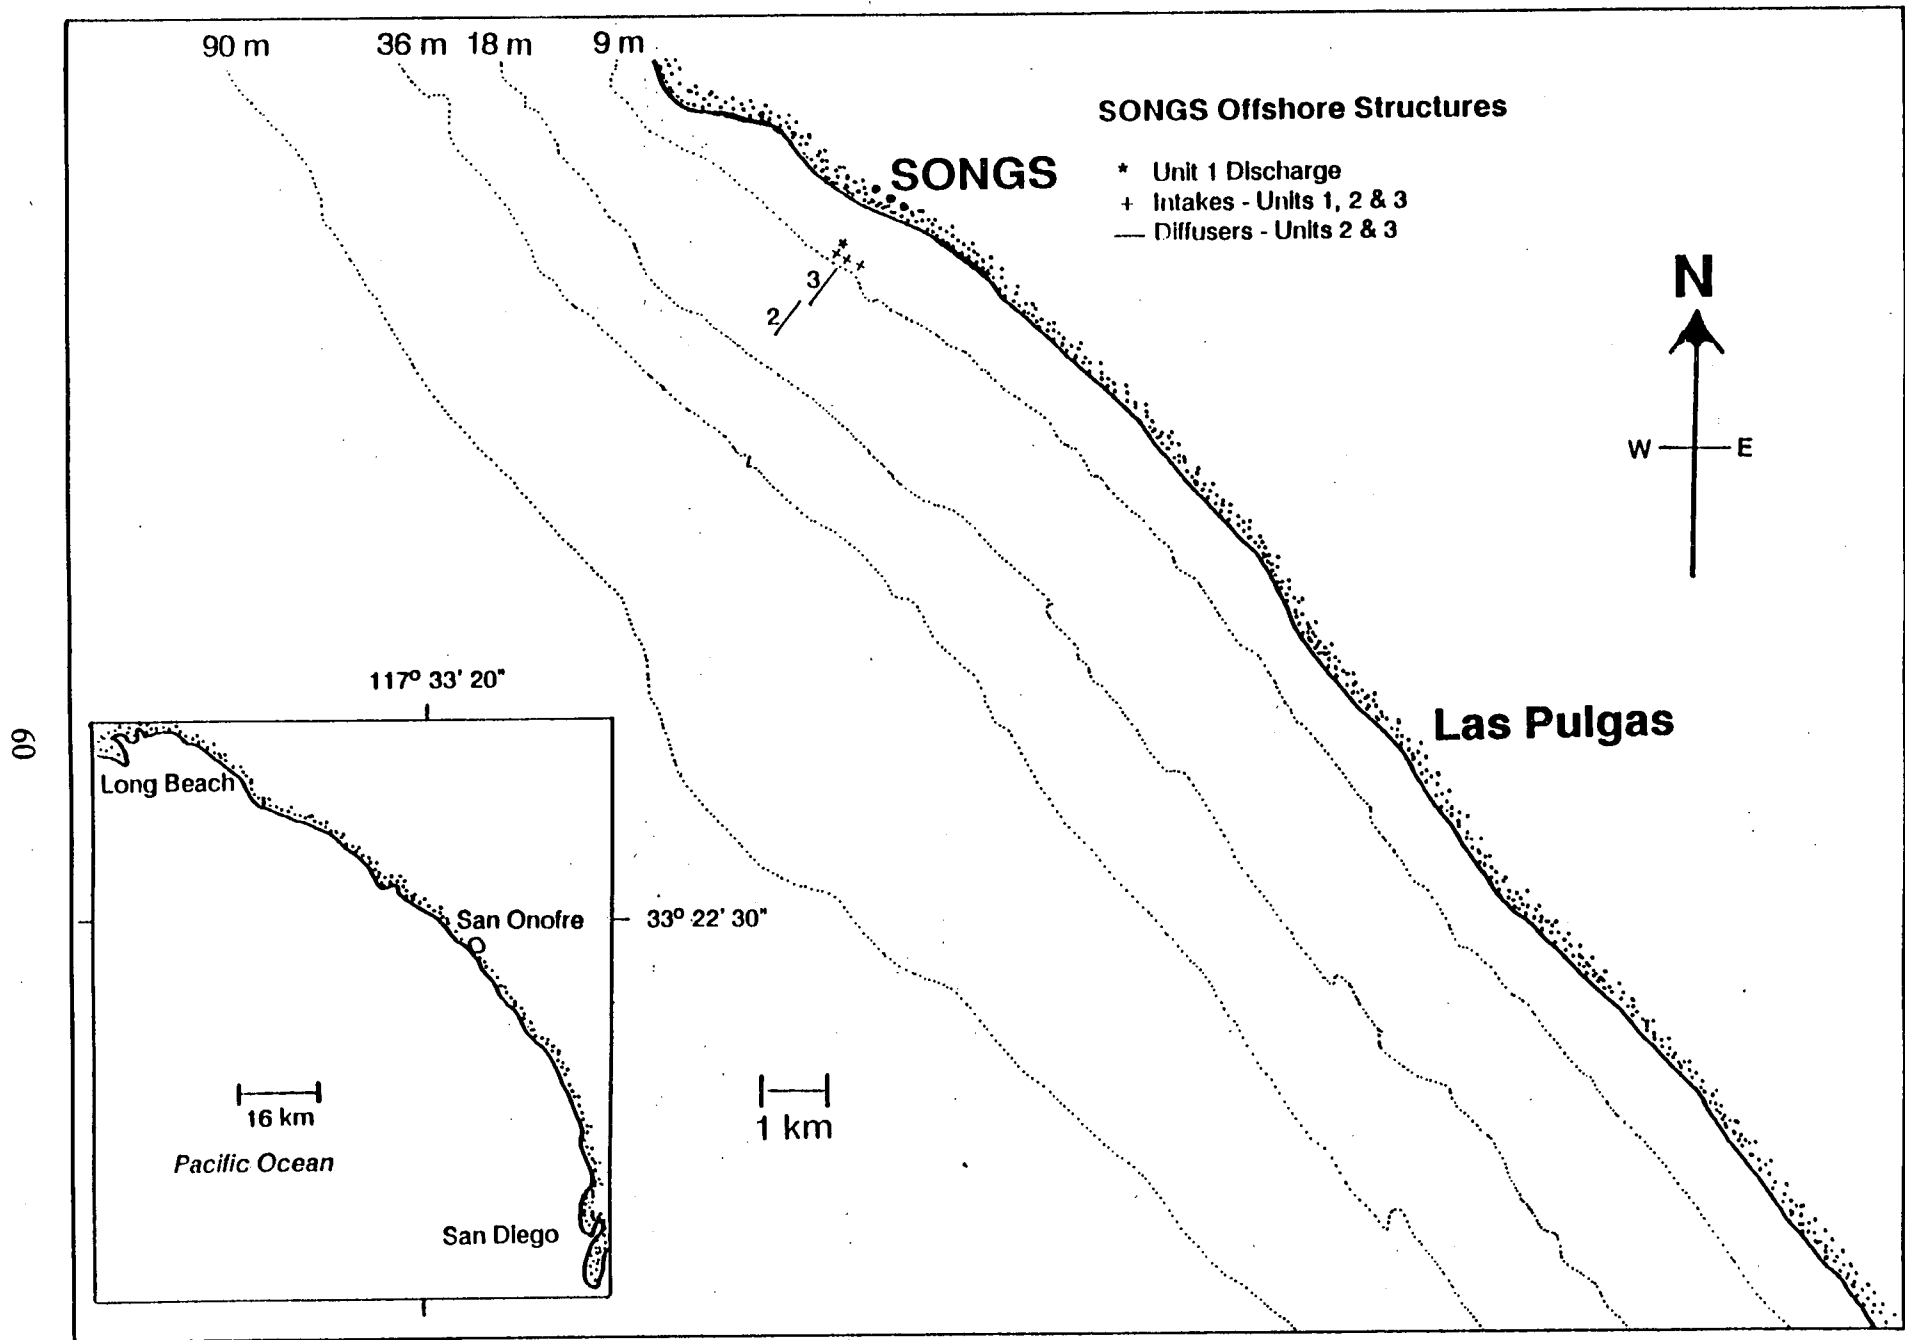 90 m 36 m 18 m 9 m
SONGS Offshore Structures
* Unit 1 Discharge
+ Intakes - Units 1, 2 & 3
— Diffusers - Units 2 & 3
SONGS
3
2
N
W E
Las Pulgas
117° 33' 20"
Long Beach
San Onofre
33° 22' 30"
16 km
Pacific Ocean
San Diego
1 km
60